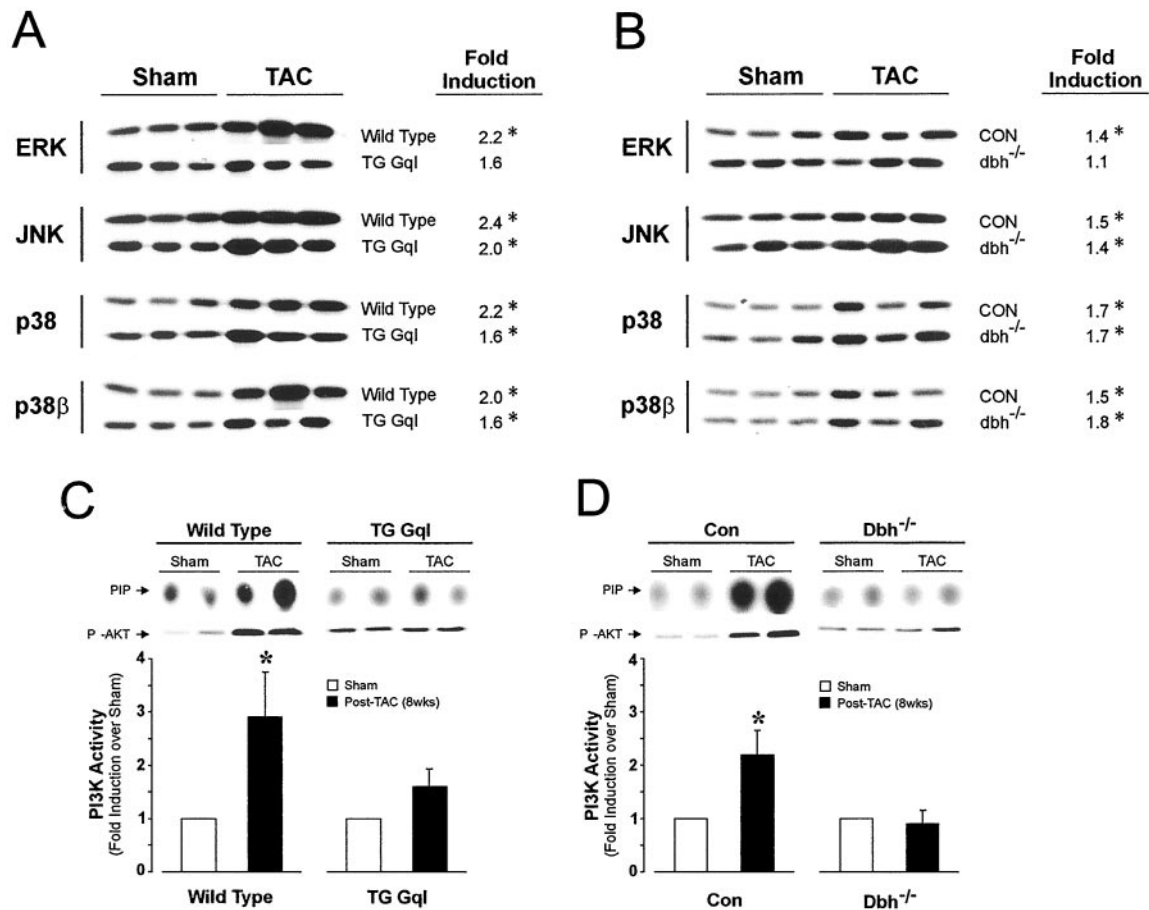 A
Fold
Sham TAC Induction
ERK Wild Type 2.2 *
TG GqI 1.6
JNK Wild Type 2.4 *
TG GqI 2.0 *
p38 Wild Type 2.2 *
TG GqI 1.6 *
p38β Wild Type 2.0 *
TG GqI 1.6 *
B
Fold
Sham TAC Induction
ERK CON 1.4 *
dbh-/- 1.1
JNK CON 1.5 *
dbh-/- 1.4 *
p38 CON 1.7 *
dbh-/- 1.7 *
p38β CON 1.5 *
dbh-/- 1.8 *
C
Wild Type TG GqI
Sham TAC Sham TAC
PIP
P -AKT
PI3K Activity
(Fold Induction over Sham)
4
3
2
1
0
*
Sham
Post-TAC (8wks)
Wild Type TG GqI
D
Con Dbh-/-
Sham TAC Sham TAC
PIP
P -AKT
PI3K Activity
(Fold Induction over Sham)
4
3
2
1
0
*
Sham
Post-TAC (8wks)
Con Dbh-/-